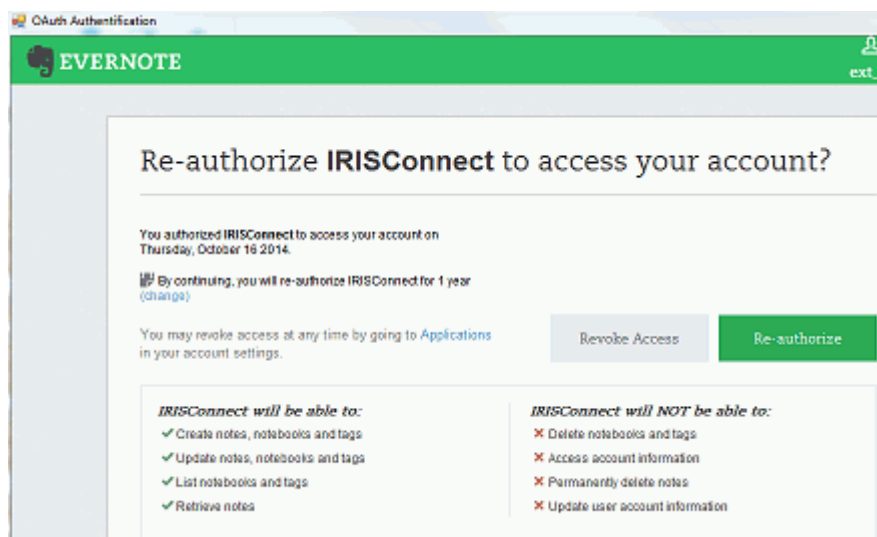 OAuth Authentification
EVERNOTE
ext_
Re-authorize IRISConnect to access your account?
You authorized IRISConnect to access your account on
Thursday, October 16 2014.
By continuing, you will re-authorize IRISConnect for 1 year
(change)
You may revoke access at any time by going to Applications
in your account settings.
Revoke Access
Re-authorize
IRISConnect will be able to:
Create notes, notebooks and tags
Update notes, notebooks and tags
List notebooks and tags
Retrieve notes
IRISConnect will NOT be able to:
Delete notebooks and tags
Access account information
Permanently delete notes
Update user account information